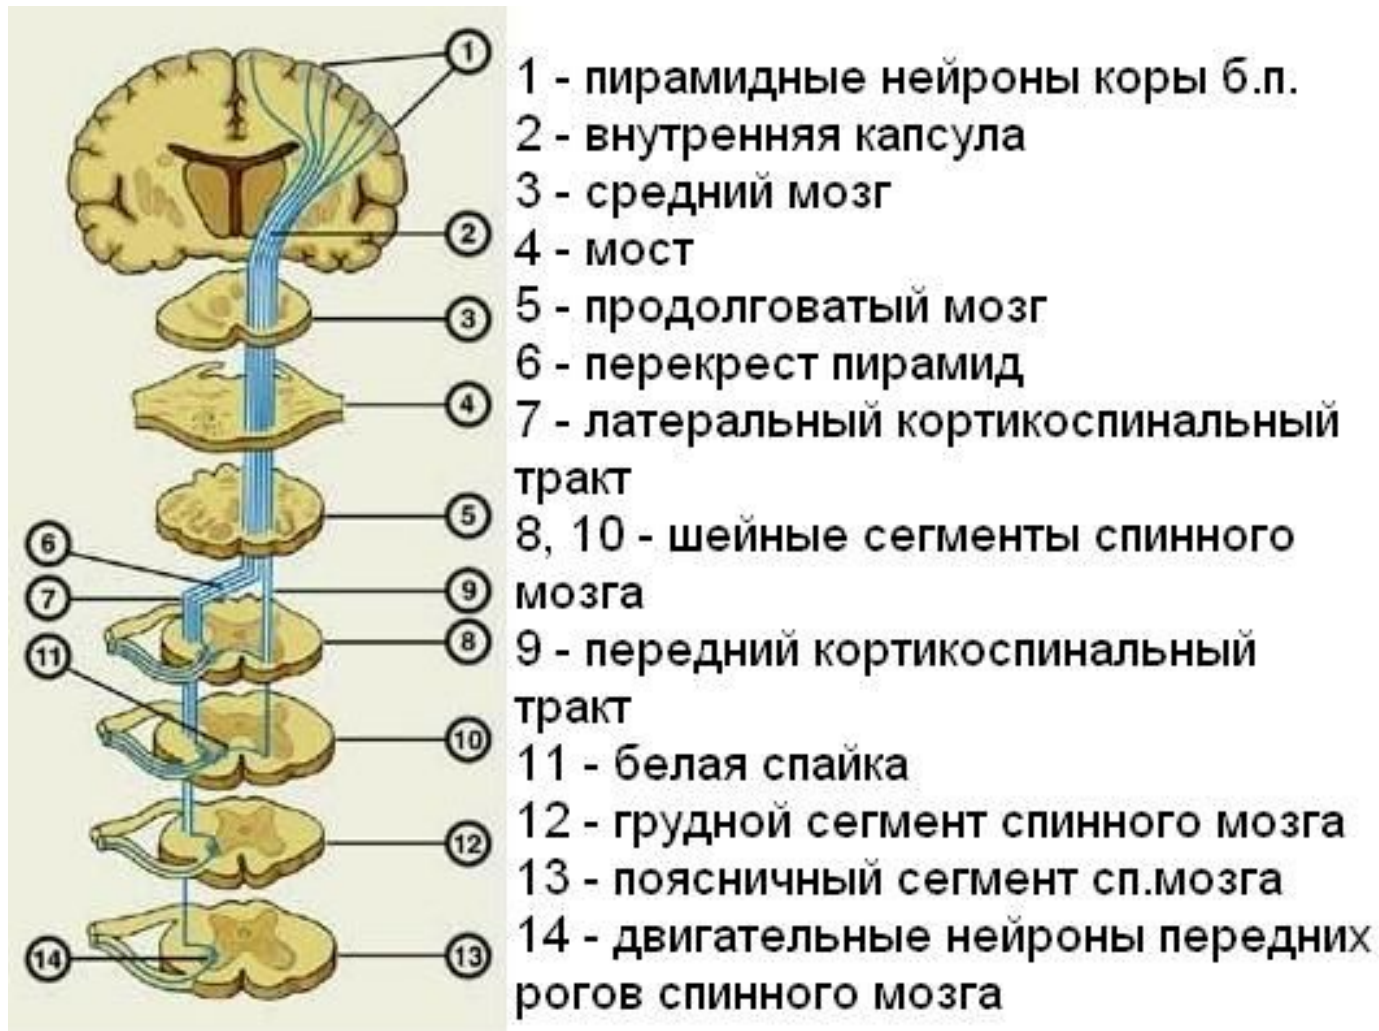 1 - пирамидные нейроны коры б.п.
2 - внутренняя капсула
3 - средний мозг
4 - мост
5 - продолговатый мозг
6 - перекрест пирамид
7 - латеральный кортикоспинальный
тракт
8, 10 - шейные сегменты спинного
мозга
9 - передний кортикоспинальный
тракт
11 - белая спайка
12 - грудной сегмент спинного мозга
13 - поясничный сегмент сп.мозга
14 - двигательные нейроны передних
рогов спинного мозга
1
2
3
4
5
6
7
9
8
11
10
12
14
13